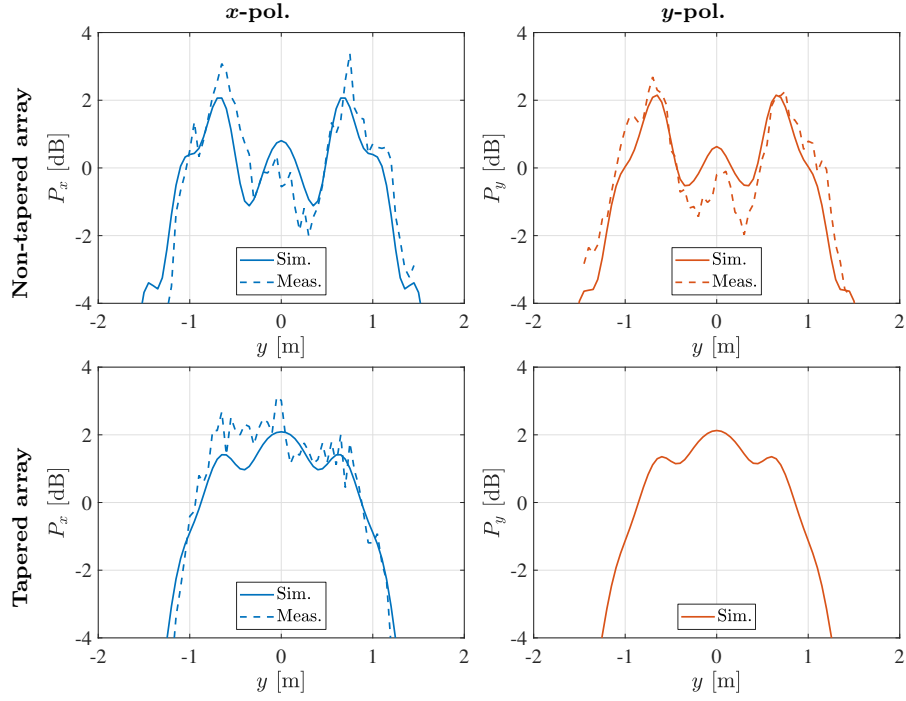 x-pol.
y-pol.
Non-tapered array
4
2
0
-2
-4
P_x [dB]
Sim.
Meas.
-2 -1 0 1 2
y [m]
4
2
0
-2
-4
P_y [dB]
Sim.
Meas.
-2 -1 0 1 2
y [m]
Tapered array
4
2
0
-2
-4
P_x [dB]
Sim.
Meas.
-2 -1 0 1 2
y [m]
4
2
0
-2
-4
P_y [dB]
Sim.
-2 -1 0 1 2
y [m]